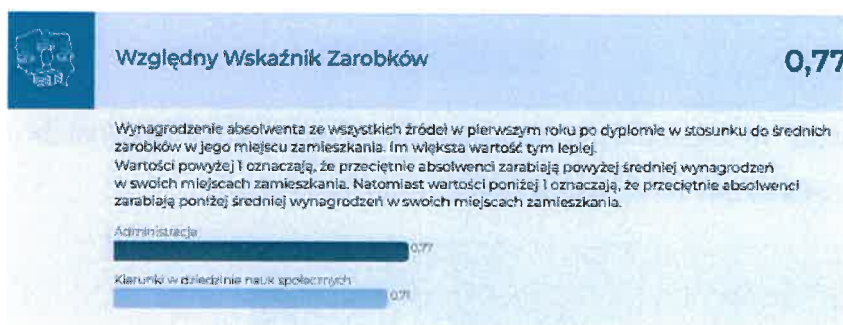 Względny Wskaźnik Zarobków
0,77
Wynagrodzenie absolwenta ze wszystkich źródeł w pierwszym roku po dyplomie w stosunku do średnich
zarobków w jego miejscu zamieszkania. Im większa wartość tym lepiej.
Wartości powyżej 1 oznaczają, że przeciętnie absolwenci zarabiają powyżej średniej wynagrodzeń
w swoich miejscach zamieszkania. Natomiast wartości poniżej 1 oznaczają, że przeciętnie absolwenci
zarabiają poniżej średniej wynagrodzeń w swoich miejscach zamieszkania.
Administracja
0,77
Kierunki w dziedzinie nauk społecznych
0,71